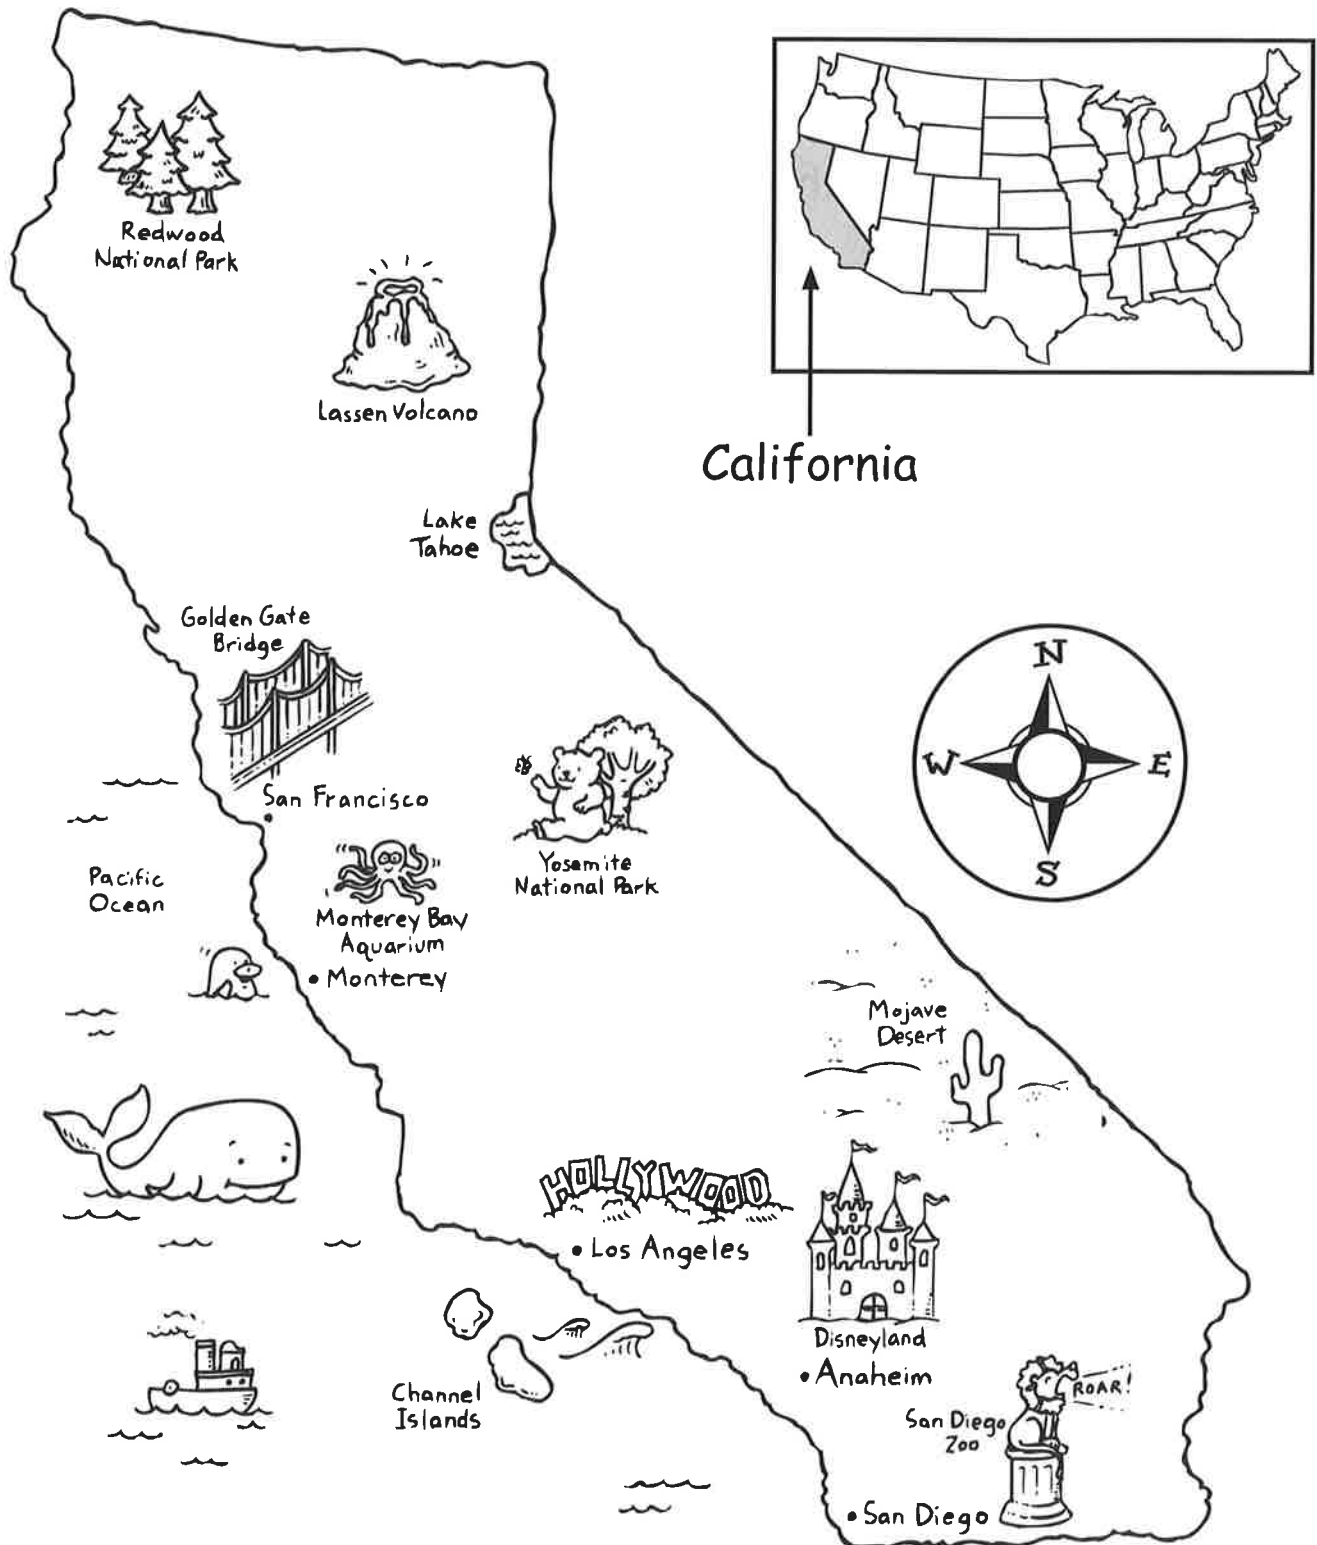 Redwood
National Park
Lassen Volcano
California
Lake
Tahoe
Golden Gate
Bridge
N
W
E
S
San Francisco
Yosemite
National Park
Pacific
Ocean
Monterey Bay
Aquarium
Monterey
Mojave
Desert
HOLLYWOOD
Los Angeles
Disneyland
Anaheim
Channel
Islands
ROAR!
San Diego
Zoo
San Diego